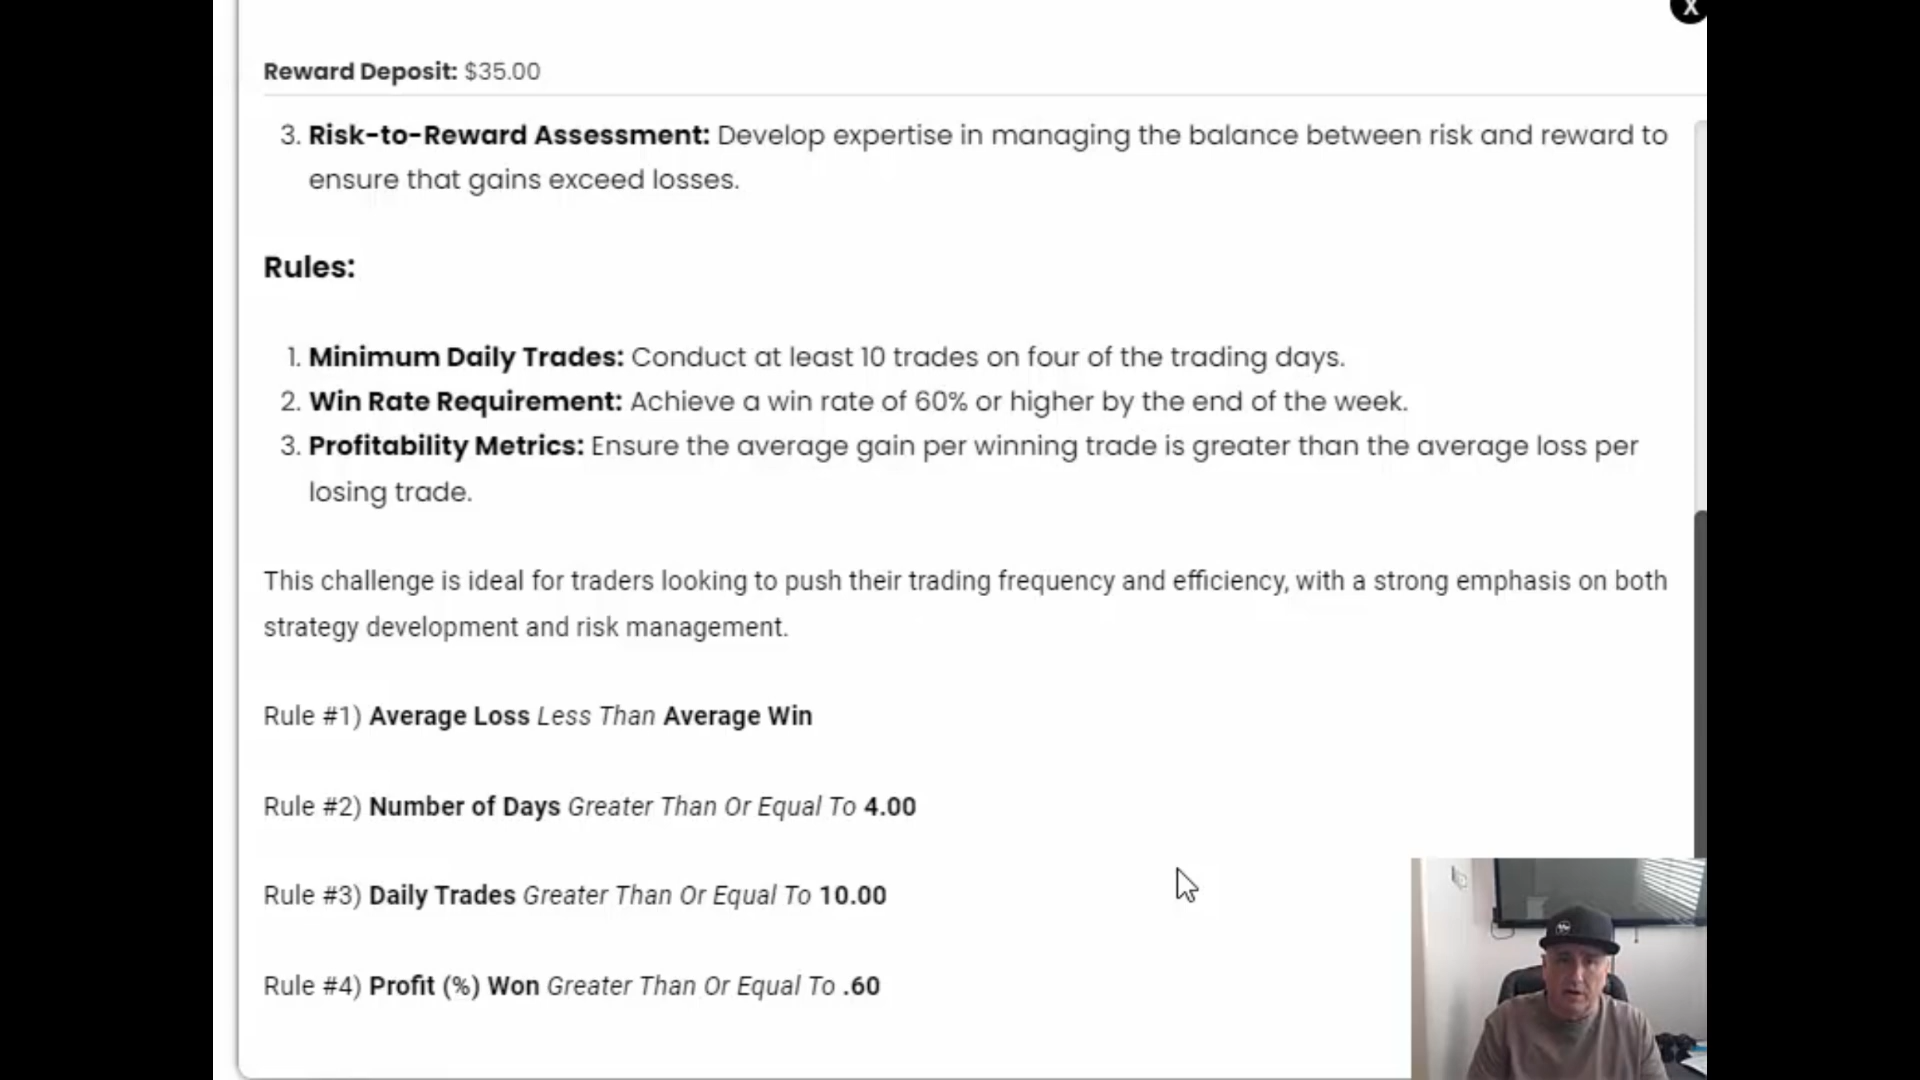 X
Reward Deposit: $35.00
3. Risk-to-Reward Assessment: Develop expertise in managing the balance between risk and reward to
ensure that gains exceed losses.
Rules:
1. Minimum Daily Trades: Conduct at least 10 trades on four of the trading days.
2. Win Rate Requirement: Achieve a win rate of 60% or higher by the end of the week.
3. Profitability Metrics: Ensure the average gain per winning trade is greater than the average loss per
losing trade.
This challenge is ideal for traders looking to push their trading frequency and efficiency, with a strong emphasis on both
strategy development and risk management.
Rule #1) Average Loss Less Than Average Win
Rule #2) Number of Days Greater Than Or Equal To 4.00
Rule #3) Daily Trades Greater Than Or Equal To 10.00
Rule #4) Profit (%) Won Greater Than Or Equal To .60